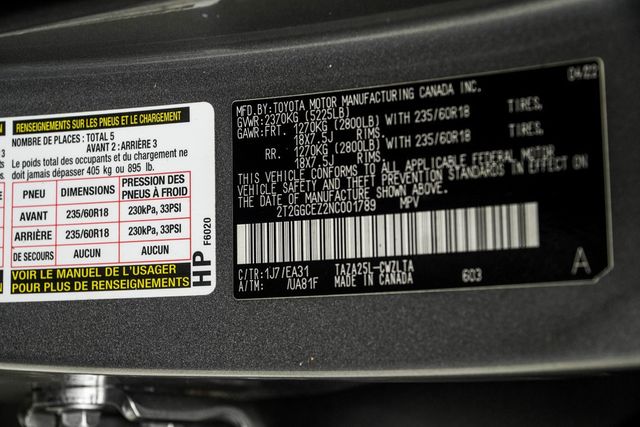 RENSEIGNEMENTS SUR LES PNEUS ET LE CHARGEMENT
NOMBRE DE PLACES: TOTAL 5
AVANT 2: ARRIÈRE 3
Le poids total des occupants et du chargement ne
doit jamais dépasser 405 kg ou 895 lb.
PNEU DIMENSIONS PRESSION DES PNEUS À FROID
AVANT 235/60R18 230kPa, 33PSI
ARRIÈRE 235/60R18 230kPa, 33PSI
DE SECOURS AUCUN AUCUN
VOIR LE MANUEL DE L'USAGER
POUR PLUS DE RENSEIGNEMENTS
HP F6020
MFD.BY: TOYOTA MOTOR MANUFACTURING CANADA INC.
GVWR: 2370KG (5225LB)
GAWR: FRT. 1270KG (2800LB) WITH 235/60R18 TIRES,
18X7.5J RIMS,
RR. 1270KG (2800LB) WITH 235/60R18 TIRES,
18X7.5J RIMS,
THIS VEHICLE CONFORMS TO ALL APPLICABLE FEDERAL MOTOR
VEHICLE SAFETY AND THEFT PREVENTION STANDARDS IN EFFECT ON
THE DATE OF MANUFACTURE SHOWN ABOVE.
2T2GGCEZ2NC001789 MPV
C/TR: 1J7/EA31 TAZA25L-CWZLTA
A/TM: /UA81F MADE IN CANADA 603
A